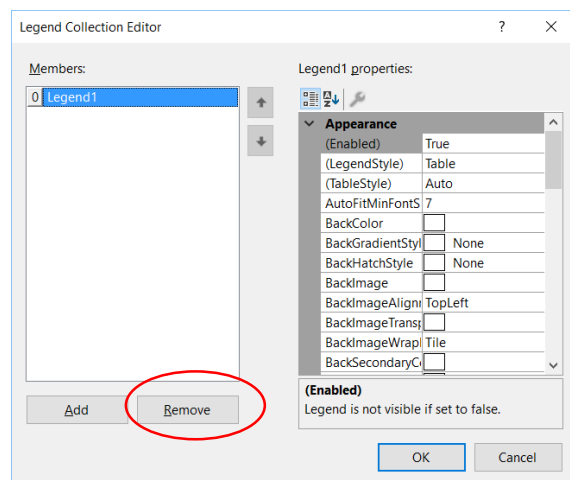 Legend Collection Editor
?
Members:
Legend1 properties:
0 Legend1
Appearance
(Enabled) True
(LegendStyle) Table
(TableStyle) Auto
AutoFitMinFontS 7
BackColor
BackGradientStyl None
BackHatchStyle None
BackImage
BackImageAlignr TopLeft
BackImageTransp
BackImageWrapl Tile
BackSecondaryC
(Enabled)
Legend is not visible if set to false.
Add Remove
OK Cancel